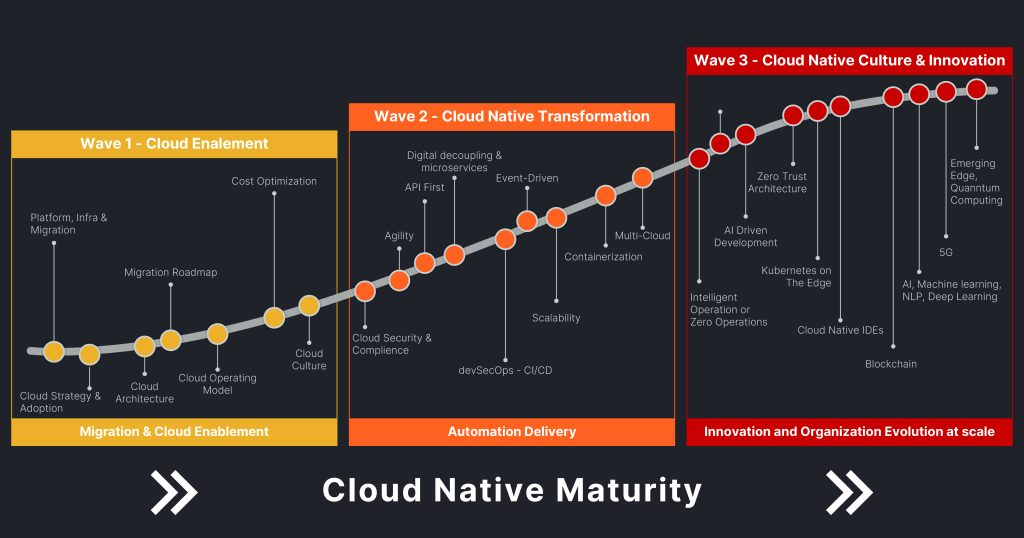 Wave 1 - Cloud Enalement
Platform, Infra &
Migration
Cloud Strategy &
Adoption
Cloud
Architecture
Migration Roadmap
Cloud Operating
Model
Cost Optimization
Cloud
Culture
Migration & Cloud Enablement
Wave 2 - Cloud Native Transformation
Cloud Security &
Complience
Agility
API First
Digital decoupling &
microservices
devSecOps - CI/CD
Event-Driven
Scalability
Containerization
Multi-Cloud
Automation Delivery
Wave 3 - Cloud Native Culture & Innovation
Intelligent
Operation or
Zero Operations
AI Driven
Development
Zero Trust
Architecture
Kubernetes on
The Edge
Cloud Native IDEs
Blockchain
AI, Machine learning,
NLP, Deep Learning
5G
Emerging
Edge,
Quanntum
Computing
Innovation and Organization Evolution at scale
Cloud Native Maturity